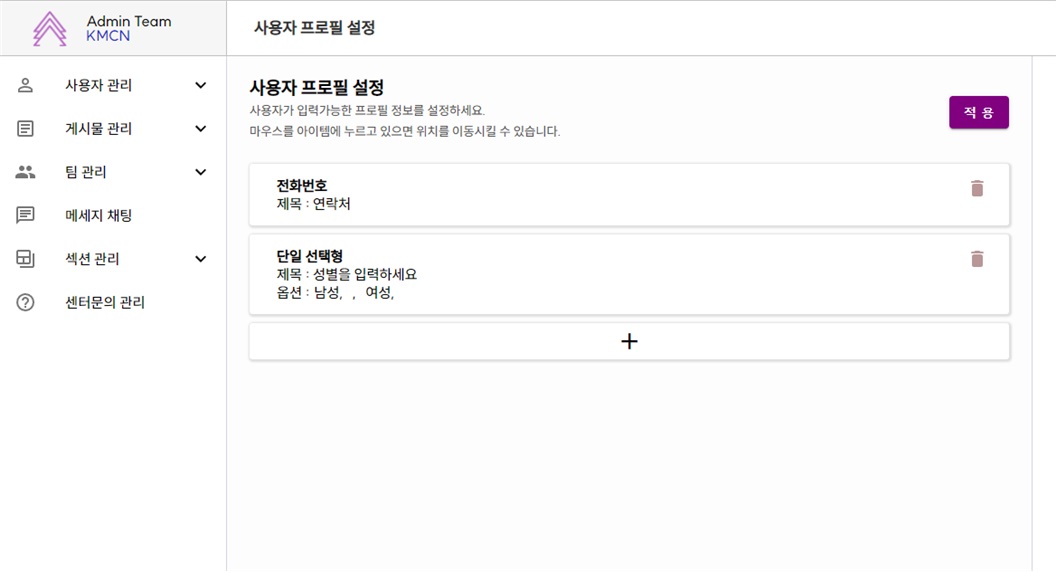 Admin Team
KMCN
사용자 프로필 설정
사용자 관리
게시물 관리
팀 관리
메세지 채팅
섹션 관리
센터문의 관리
사용자 프로필 설정
사용자가 입력가능한 프로필 정보를 설정하세요.
마우스를 아이템에 누르고 있으면 위치를 이동시킬 수 있습니다.
적 용
전화번호
제목 : 연락처
단일 선택형
제목 : 성별을 입력하세요
옵션 : 남성, , 여성,